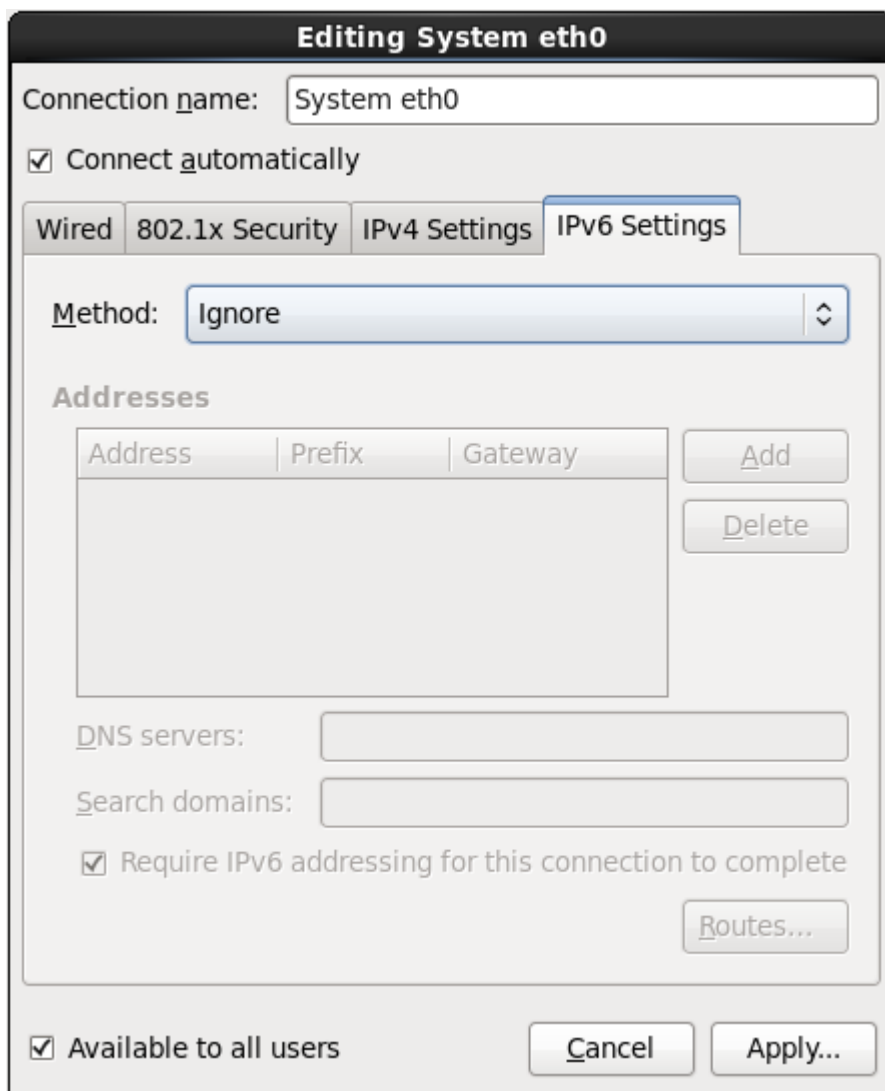 Editing System eth0
Connection name: System eth0
Connect automatically
Wired 802.1x Security IPv4 Settings IPv6 Settings
Method: Ignore
Addresses
Address Prefix Gateway Add
Delete
DNS servers:
Search domains:
Require IPv6 addressing for this connection to complete
Routes...
Available to all users Cancel Apply...